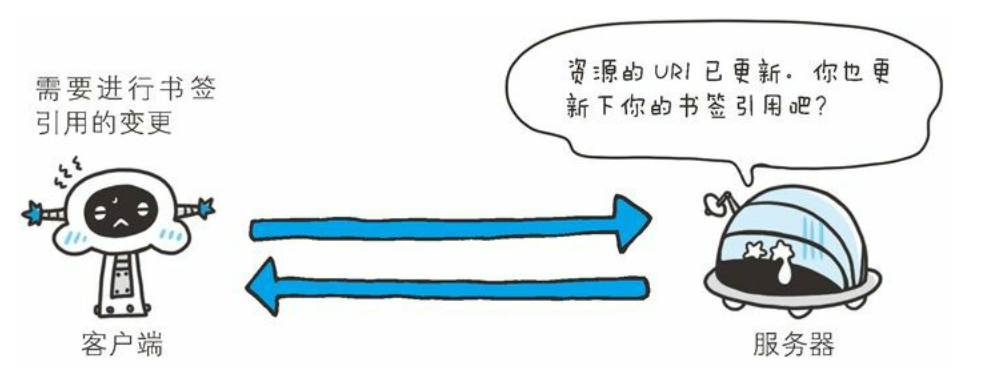 需要进行书签
引用的变更
资源的 URI 已更新。你也更
新下你的书签引用吧？
客户端
服务器